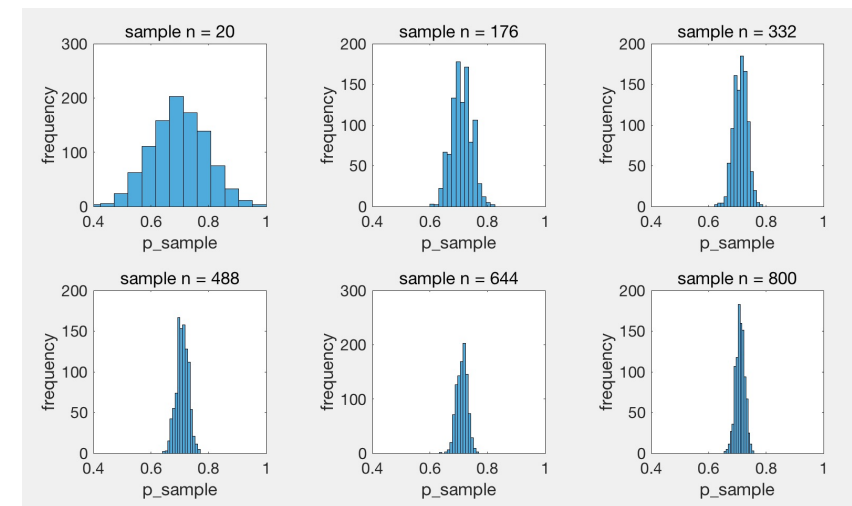 sample n = 20
300
200
100
0
frequency
0.4 0.6 0.8 1
p_sample
sample n = 176
200
150
100
50
0
frequency
0.4 0.6 0.8 1
p_sample
sample n = 332
200
150
100
50
0
frequency
0.4 0.6 0.8 1
p_sample
sample n = 488
200
150
100
50
0
frequency
0.4 0.6 0.8 1
p_sample
sample n = 644
300
200
100
0
frequency
0.4 0.6 0.8 1
p_sample
sample n = 800
200
150
100
50
0
frequency
0.4 0.6 0.8 1
p_sample